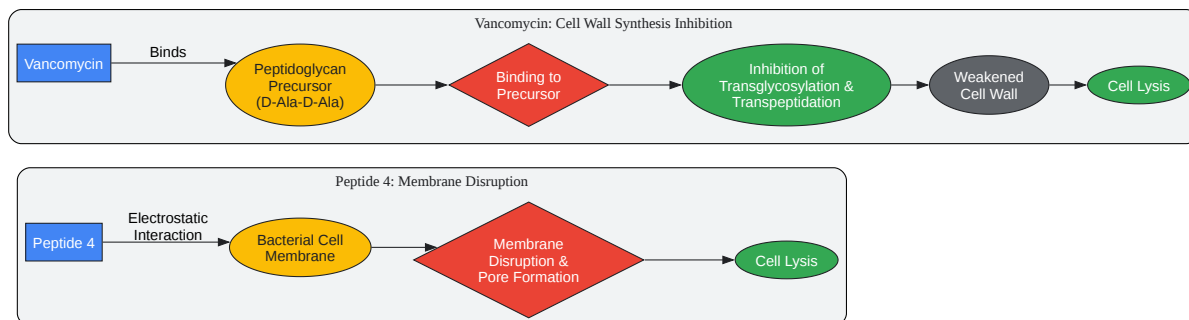 Vancomycin: Cell Wall Synthesis Inhibition
Vancomycin
Binds
Peptidoglycan
Precursor
(D-Ala-D-Ala)
Binding to
Precursor
Inhibition of
Transglycosylation &
Transpeptidation
Weakened
Cell Wall
Cell Lysis
Peptide 4: Membrane Disruption
Peptide 4
Electrostatic
Interaction
Bacterial Cell
Membrane
Membrane
Disruption &
Pore Formation
Cell Lysis